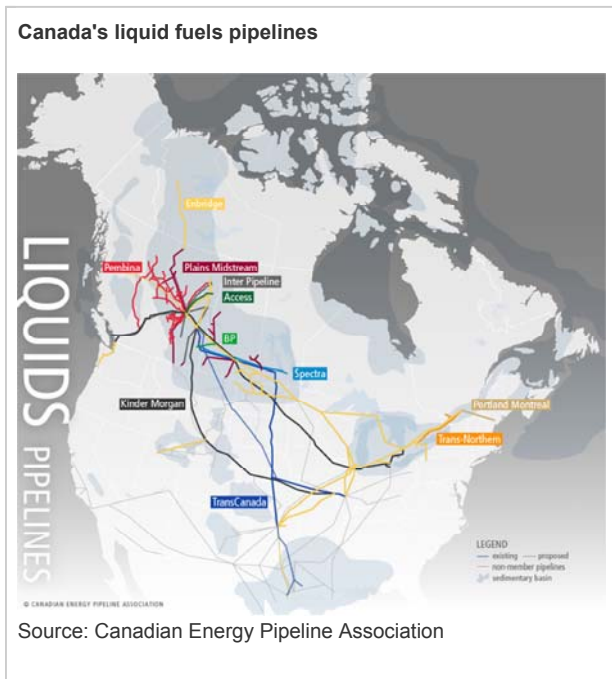 Canada's liquid fuels pipelines
Enbridge
Pembina
Plains Midstream
Inter Pipeline
Access
BP
Spectra
Kinder Morgan
Portland Montreal
Trans-Northern
TransCanada
LIQUIDS PIPELINES
LEGEND
existing
proposed
non-member pipelines
sedimentary basin
© CANADIAN ENERGY PIPELINE ASSOCIATION
Source: Canadian Energy Pipeline Association